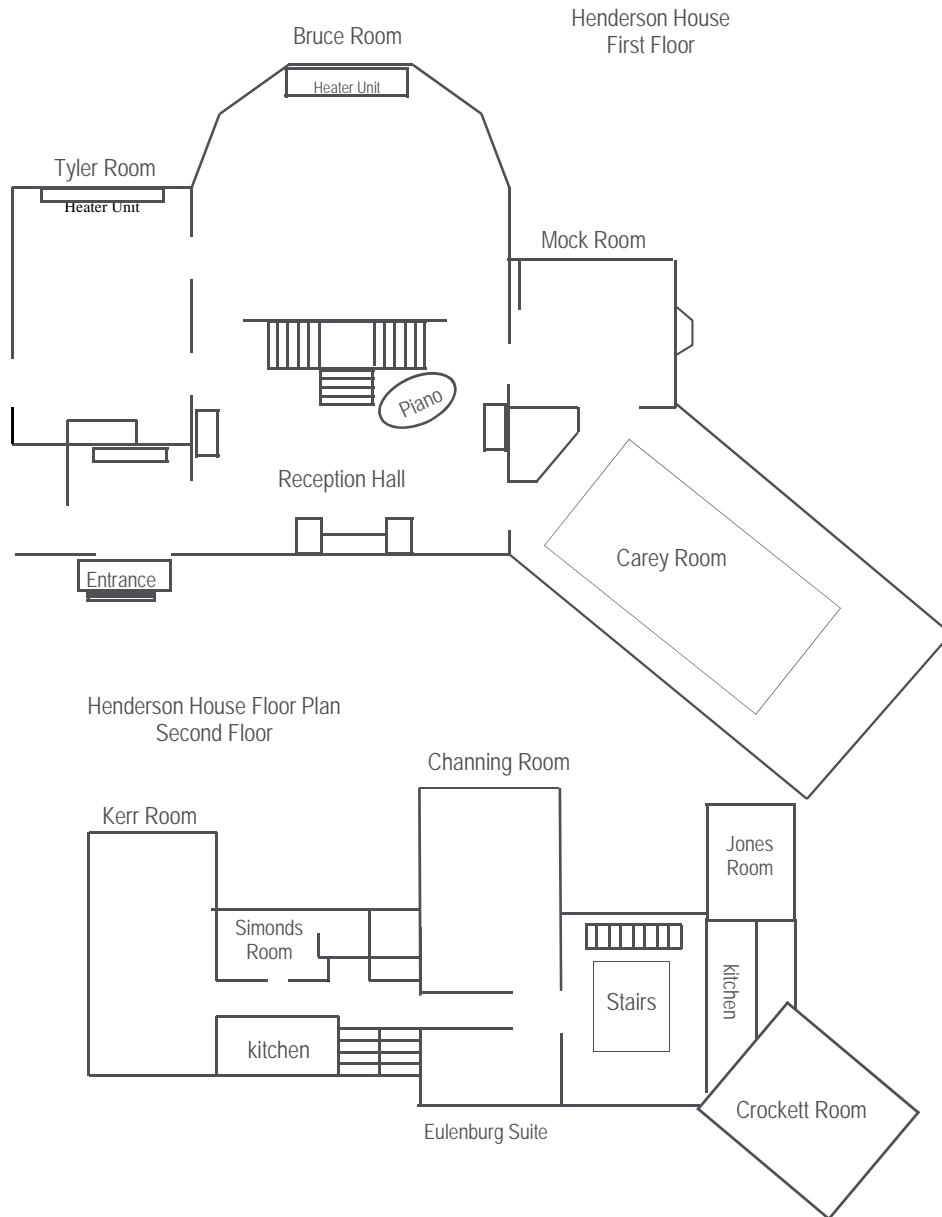 Henderson House
First Floor
Bruce Room
Heater Unit
Tyler Room
Heater Unit
Mock Room
Piano
Reception Hall
Carey Room
Entrance
Henderson House Floor Plan
Second Floor
Channing Room
Kerr Room
Jones
Room
Simonds
Room
kitchen
Stairs
kitchen
Crockett Room
Eulenburg Suite